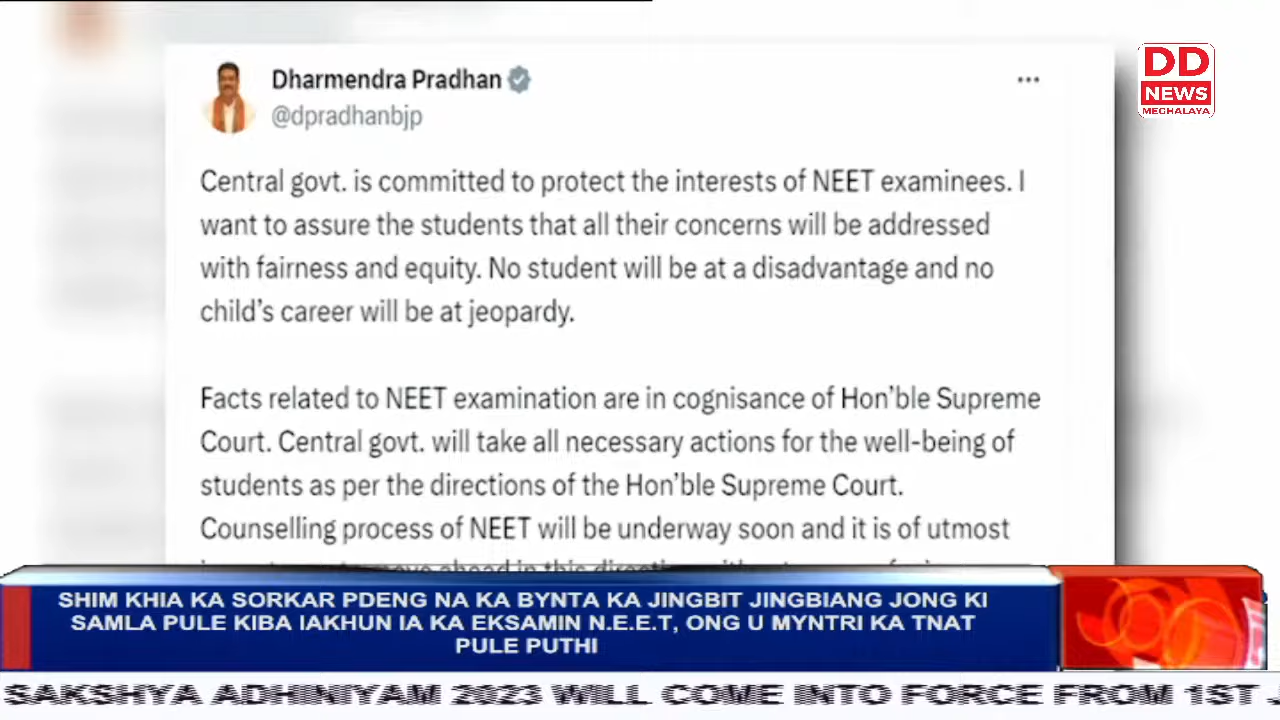 Dharmendra Pradhan
@dpradhanbjp
DD
NEWS
MEGHALAYA
Central govt. is committed to protect the interests of NEET examinees. I
want to assure the students that all their concerns will be addressed
with fairness and equity. No student will be at a disadvantage and no
child's career will be at jeopardy.
Facts related to NEET examination are in cognisance of Hon'ble Supreme
Court. Central govt. will take all necessary actions for the well-being of
students as per the directions of the Hon'ble Supreme Court.
Counselling process of NEET will be underway soon and it is of utmost
SHIM KHIA KA SORKAR PDENG NA KA BYNTA KA JINGBIT JINGBIANG JONG KI
SAMLA PULE KIBA IAKHUN IA KA EKSAMIN N.E.E.T, ONG U MYNTRI KA TNAT
PULE PUTHI
SAKSHYA ADHINIYAM 2023 WILL COME INTO FORCE FROM 1ST